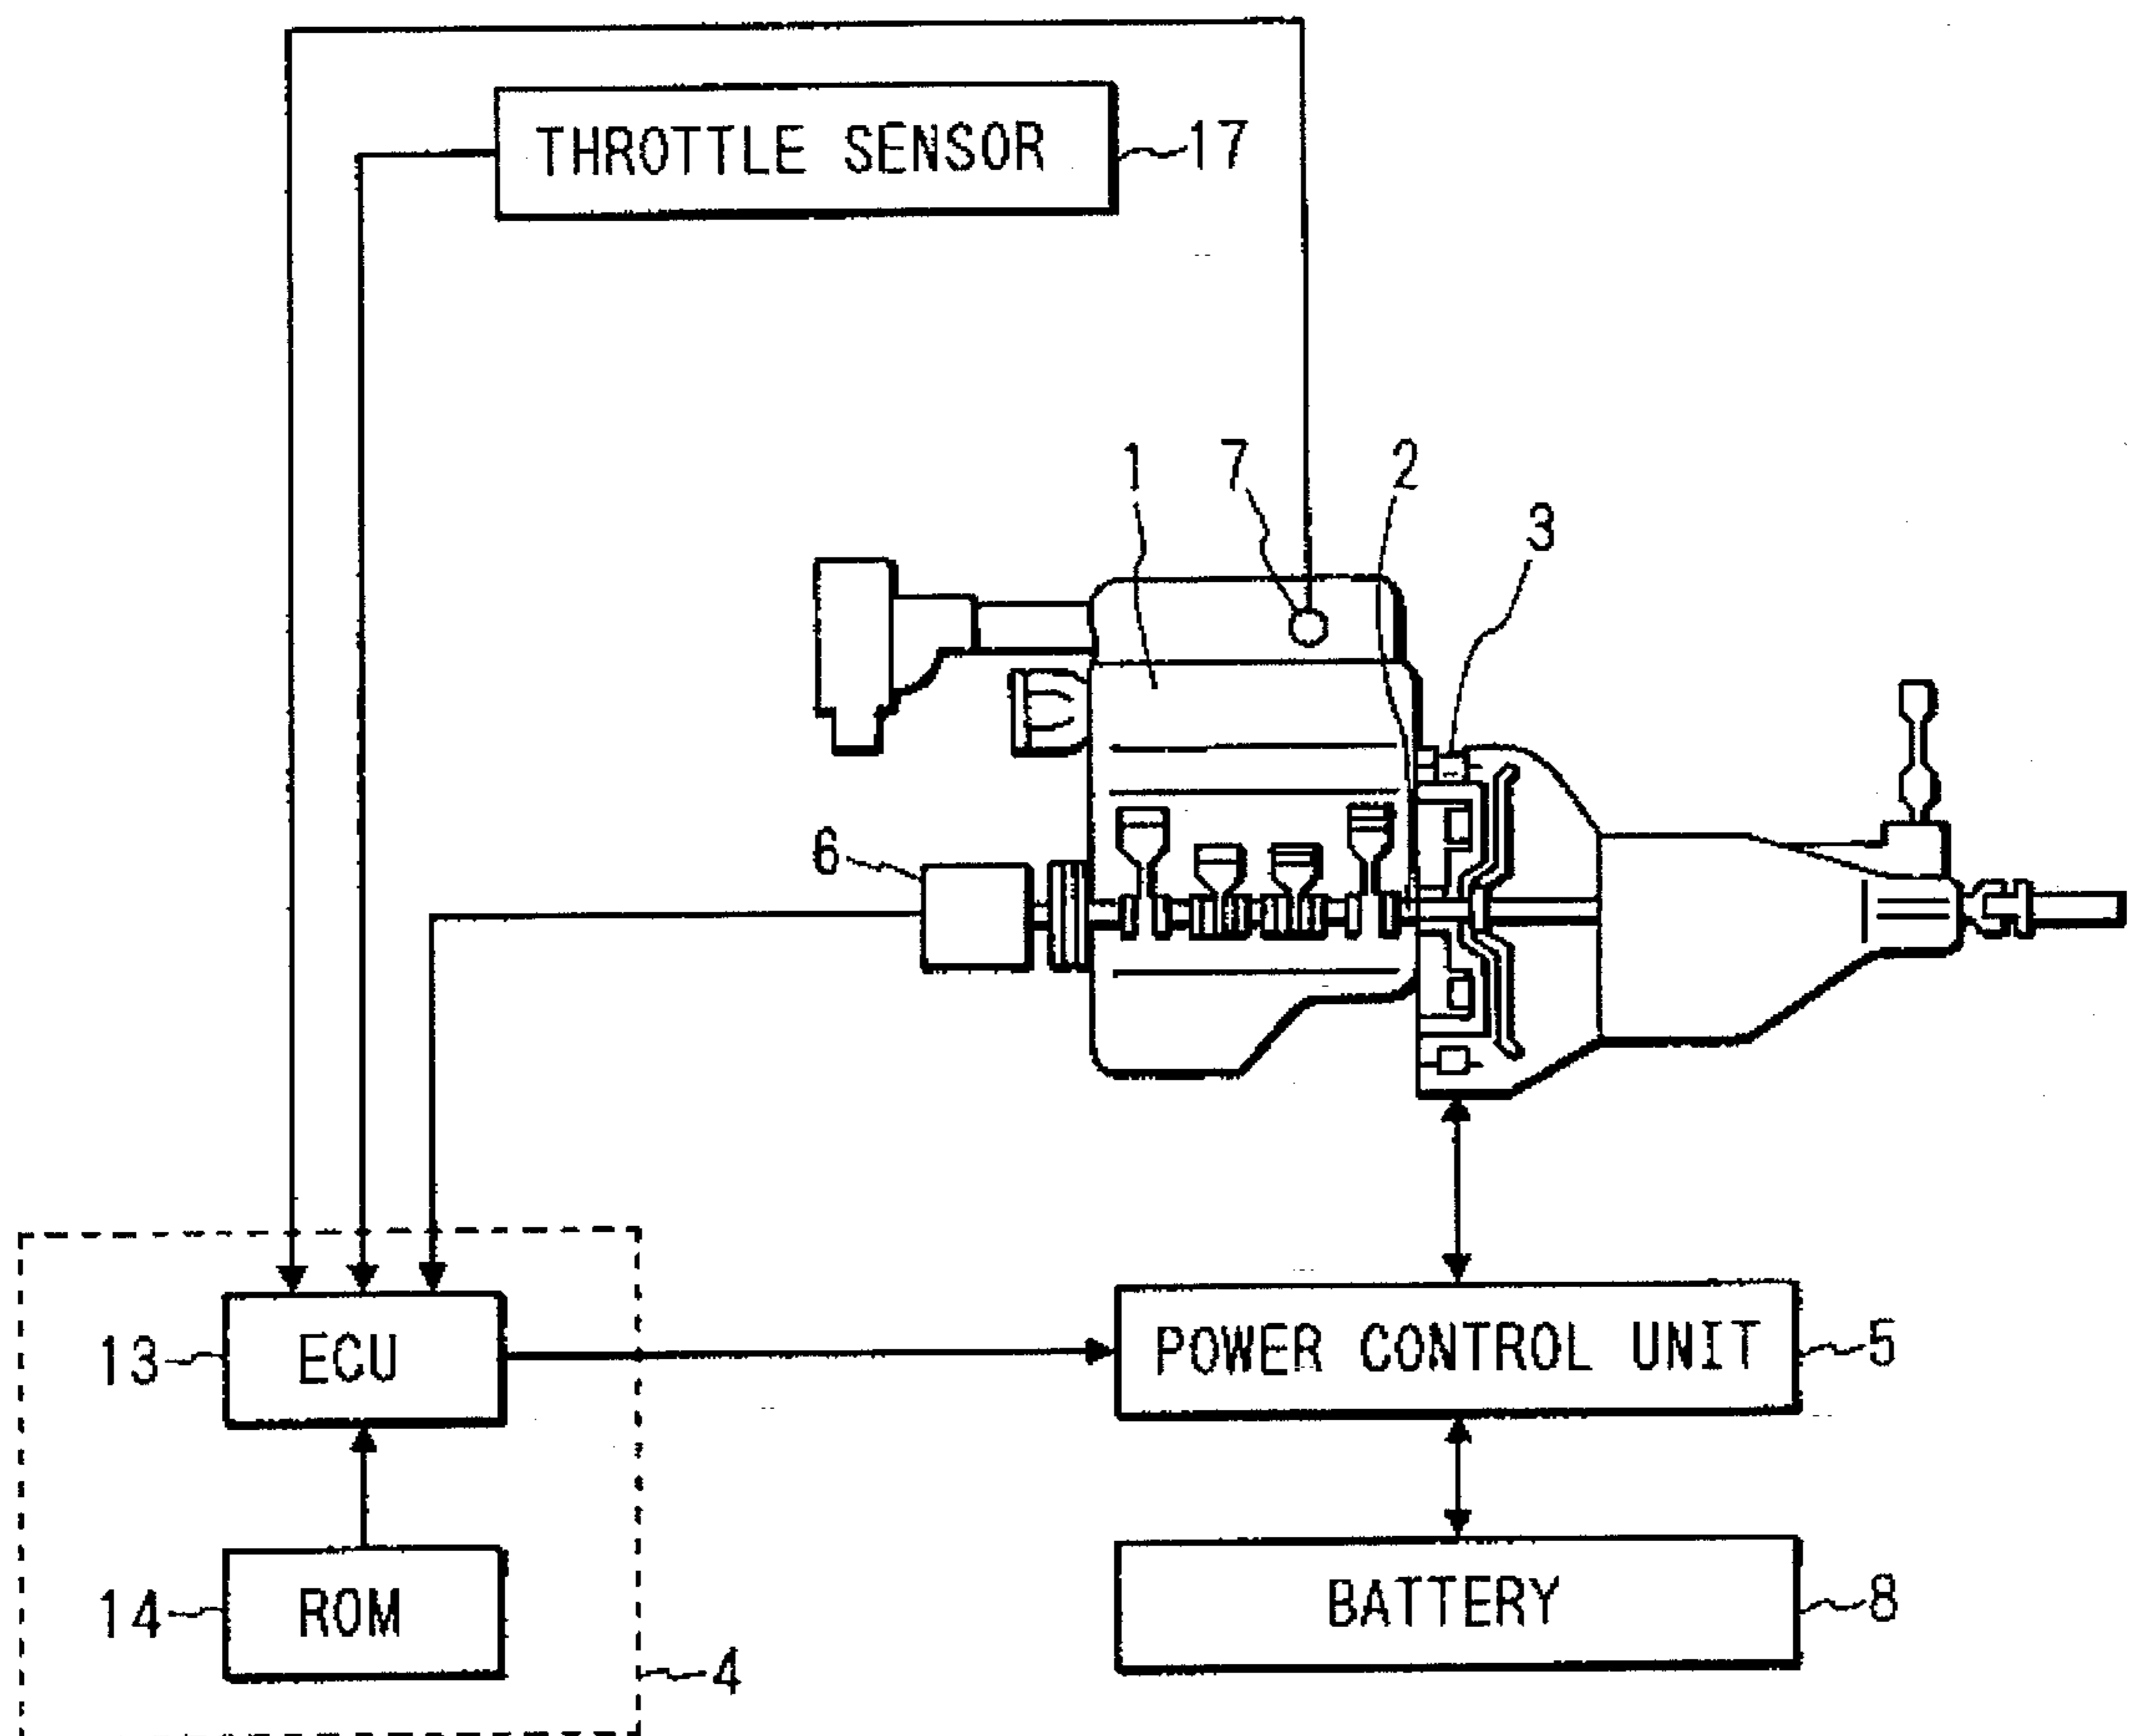 THROTTLE SENSOR
17
1
7
2
3
6
13
ECU
POWER CONTROL UNIT
5
14
ROM
BATTERY
8
4